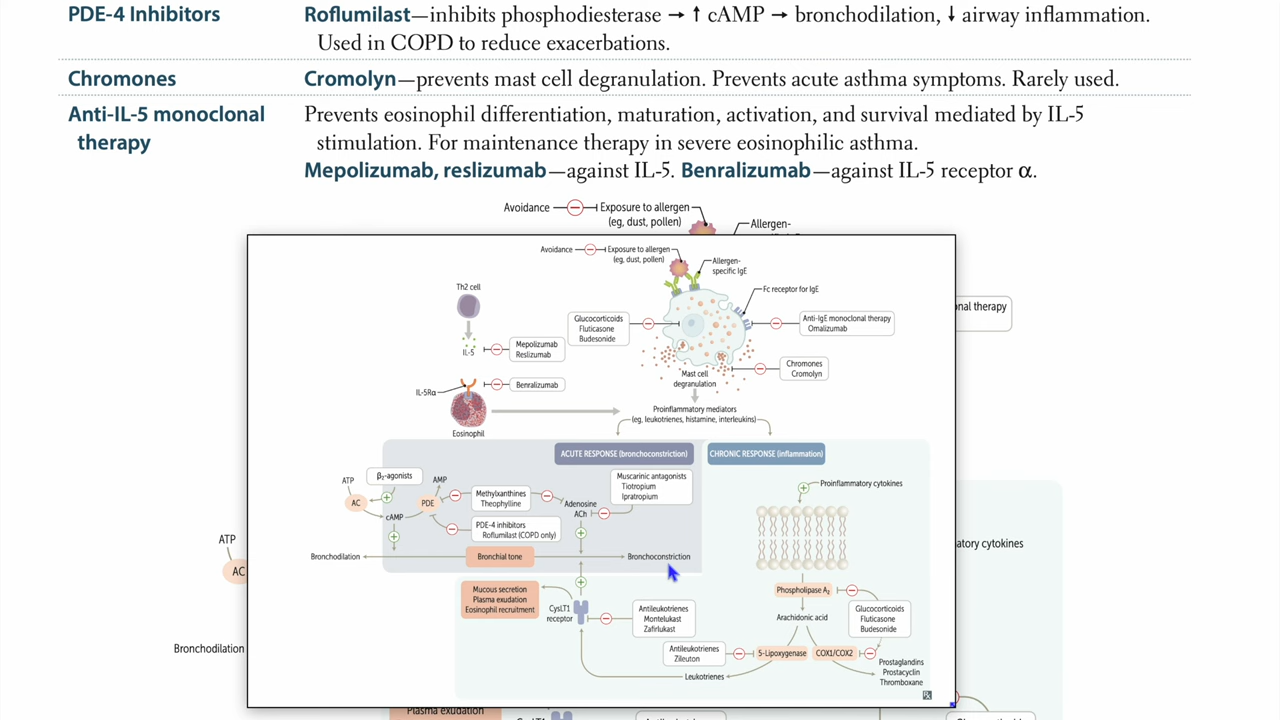 PDE-4 Inhibitors
Roflumilast—inhibits phosphodiesterase → ↑ cAMP → bronchodilation, ↓ airway inflammation.
Used in COPD to reduce exacerbations.
Chromones
Cromolyn—prevents mast cell degranulation. Prevents acute asthma symptoms. Rarely used.
Anti-IL-5 monoclonal
therapy
Prevents eosinophil differentiation, maturation, activation, and survival mediated by IL-5
stimulation. For maintenance therapy in severe eosinophilic asthma.
Mepolizumab, reslizumab—against IL-5. Benralizumab—against IL-5 receptor α.
Avoidance
Exposure to allergen
(eg, dust, pollen)
Allergen-
Avoidance
Exposure to allergen
(eg, dust, pollen)
Allergen-
specific IgE
Th2 cell
Fc receptor for IgE
Glucocorticoids
Fluticasone
Budesonide
Anti-IgE monoclonal therapy
Omalizumab
nal therapy
IL-5
Mepolizumab
Reslizumab
Chromones
Cromolyn
Mast cell
degranulation
IL-5Rα
Benralizumab
Eosinophil
Proinflammatory mediators
(eg, leukotrienes, histamine, interleukins)
ACUTE RESPONSE (bronchoconstriction)
CHRONIC RESPONSE (inflammation)
ATP
β₂-agonists
AMP
AC
PDE
cAMP
Methylxanthines
Theophylline
Adenosine
ACh
Muscarinic antagonists
Tiotropium
Ipratropium
PDE-4 inhibitors
Roflumilast (COPD only)
Bronchodilation
Bronchial tone
Bronchoconstriction
Proinflammatory cytokines
Mucous secretion
Plasma exudation
Eosinophil recruitment
CysLT1
receptor
Antileukotrienes
Montelukast
Zafirlukast
Antileukotrienes
Zileuton
Leukotrienes
Phospholipase A₂
Arachidonic acid
Glucocorticoids
Fluticasone
Budesonide
5-Lipoxygenase
COX1/COX2
Prostaglandins
Prostacyclin
Thromboxane
Rx
ATP
AC
Bronchodilation
atory cytokines
Plasma exudation
CysLT1